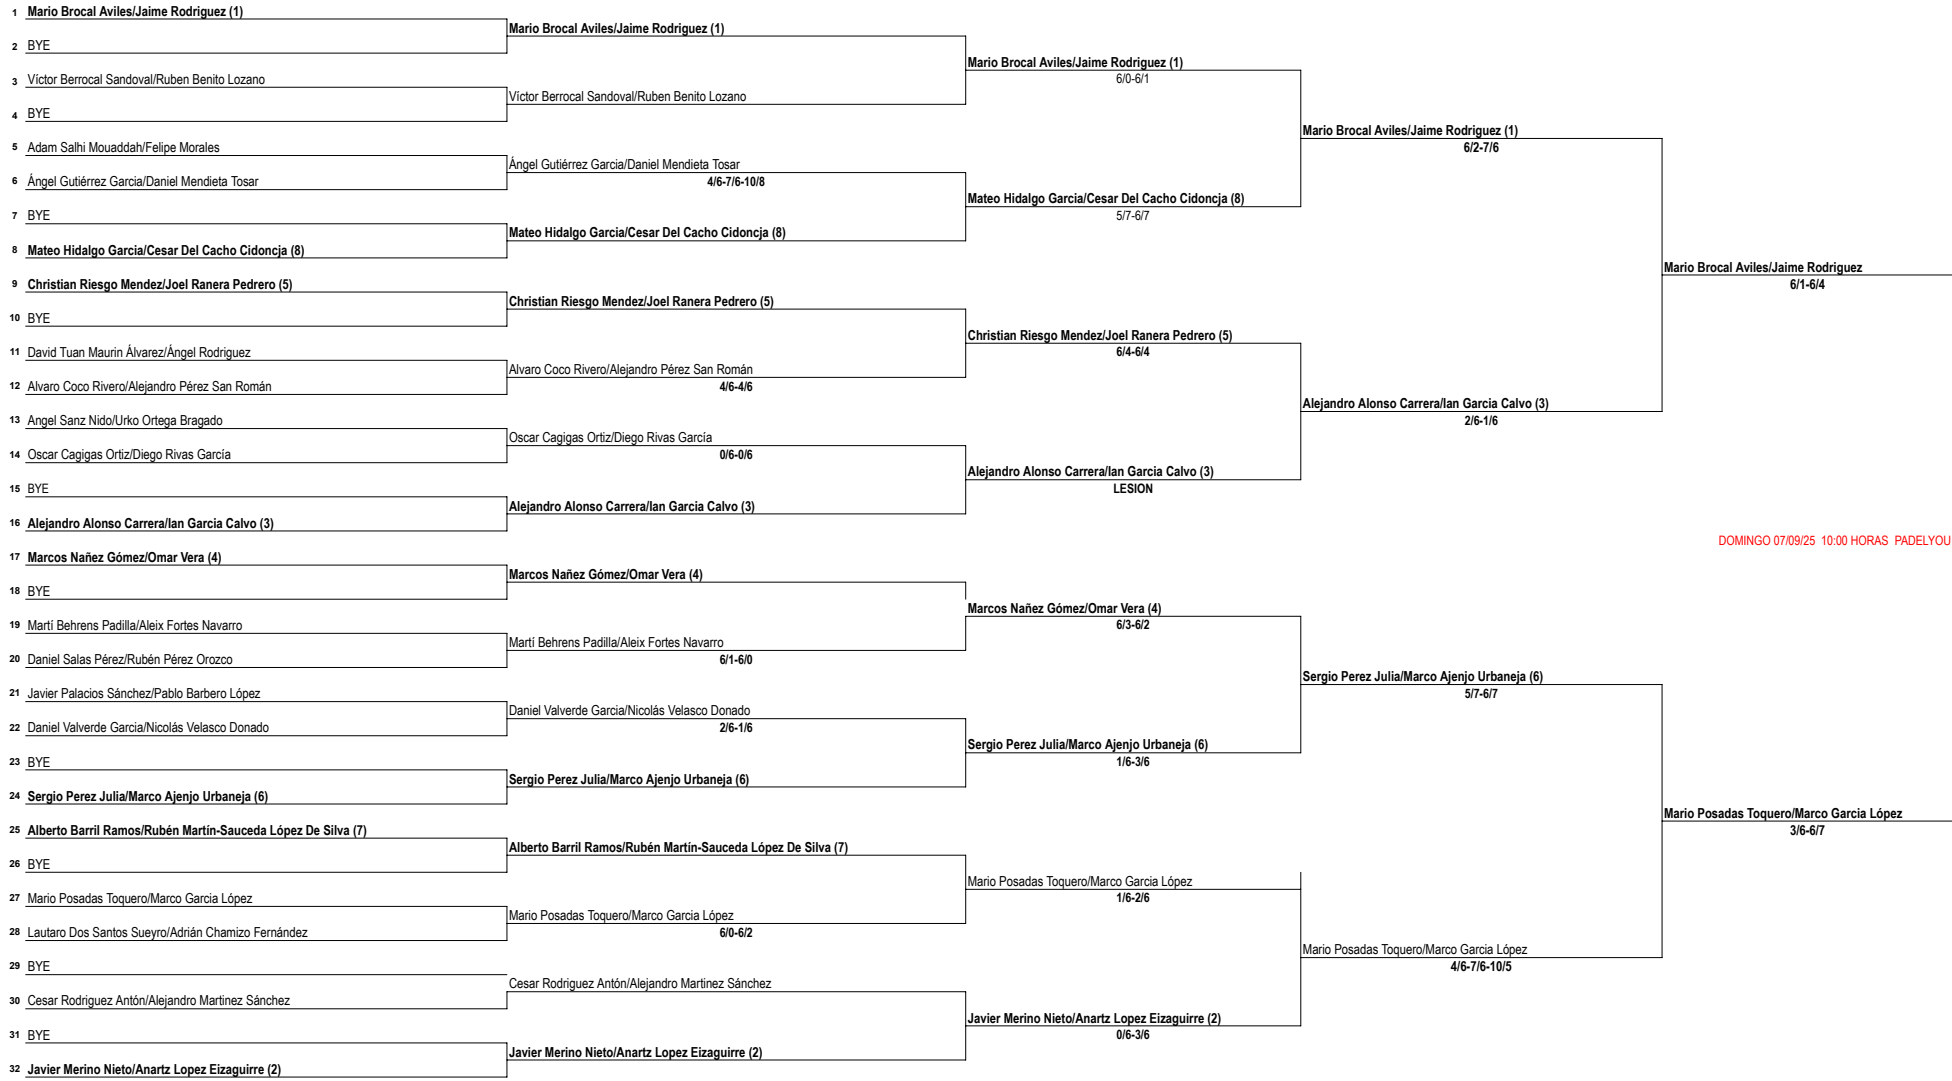 1 Mario Brocal Aviles/Jaime Rodriguez (1)
Mario Brocal Aviles/Jaime Rodriguez (1)
2 BYE
Mario Brocal Aviles/Jaime Rodriguez (1)
6/0-6/1
3 Víctor Berrocal Sandoval/Ruben Benito Lozano
Víctor Berrocal Sandoval/Ruben Benito Lozano
4 BYE
Mario Brocal Aviles/Jaime Rodriguez (1)
6/2-7/6
5 Adam Salhi Mouaddah/Felipe Morales
Ángel Gutiérrez Garcia/Daniel Mendieta Tosar
4/6-7/6-10/8
6 Ángel Gutiérrez Garcia/Daniel Mendieta Tosar
Mateo Hidalgo Garcia/Cesar Del Cacho Cidoncja (8)
5/7-6/7
7 BYE
Mateo Hidalgo Garcia/Cesar Del Cacho Cidoncja (8)
8 Mateo Hidalgo Garcia/Cesar Del Cacho Cidoncja (8)
Mario Brocal Aviles/Jaime Rodriguez
6/1-6/4
9 Christian Riesgo Mendez/Joel Ranera Pedrero (5)
Christian Riesgo Mendez/Joel Ranera Pedrero (5)
10 BYE
Christian Riesgo Mendez/Joel Ranera Pedrero (5)
6/4-6/4
11 David Tuan Maurin Álvarez/Ángel Rodriguez
Alvaro Coco Rivero/Alejandro Pérez San Román
4/6-4/6
12 Alvaro Coco Rivero/Alejandro Pérez San Román
Alejandro Alonso Carrera/Ian Garcia Calvo (3)
2/6-1/6
13 Angel Sanz Nido/Urko Ortega Bragado
Oscar Cagigas Ortiz/Diego Rivas García
0/6-0/6
14 Oscar Cagigas Ortiz/Diego Rivas García
Alejandro Alonso Carrera/Ian Garcia Calvo (3)
LESION
15 BYE
Alejandro Alonso Carrera/Ian Garcia Calvo (3)
16 Alejandro Alonso Carrera/Ian Garcia Calvo (3)
DOMINGO 07/09/25 10:00 HORAS PADELYOU
17 Marcos Nañez Gómez/Omar Vera (4)
Marcos Nañez Gómez/Omar Vera (4)
18 BYE
Marcos Nañez Gómez/Omar Vera (4)
6/3-6/2
19 Martí Behrens Padilla/Aleix Fortes Navarro
Martí Behrens Padilla/Aleix Fortes Navarro
6/1-6/0
20 Daniel Salas Pérez/Rubén Pérez Orozco
Sergio Perez Julia/Marco Ajenjo Urbaneja (6)
5/7-6/7
21 Javier Palacios Sánchez/Pablo Barbero López
Daniel Valverde Garcia/Nicolás Velasco Donado
2/6-1/6
22 Daniel Valverde Garcia/Nicolás Velasco Donado
Sergio Perez Julia/Marco Ajenjo Urbaneja (6)
1/6-3/6
23 BYE
Sergio Perez Julia/Marco Ajenjo Urbaneja (6)
24 Sergio Perez Julia/Marco Ajenjo Urbaneja (6)
Mario Posadas Toquero/Marco Garcia López
3/6-6/7
25 Alberto Barril Ramos/Rubén Martín-Sauceda López De Silva (7)
Alberto Barril Ramos/Rubén Martín-Sauceda López De Silva (7)
26 BYE
Mario Posadas Toquero/Marco Garcia López
1/6-2/6
27 Mario Posadas Toquero/Marco Garcia López
Mario Posadas Toquero/Marco Garcia López
6/0-6/2
28 Lautaro Dos Santos Sueyro/Adrián Chamizo Fernández
Mario Posadas Toquero/Marco Garcia López
4/6-7/6-10/5
29 BYE
Cesar Rodriguez Antón/Alejandro Martinez Sánchez
30 Cesar Rodriguez Antón/Alejandro Martinez Sánchez
Javier Merino Nieto/Anartz Lopez Eizaguirre (2)
0/6-3/6
31 BYE
Javier Merino Nieto/Anartz Lopez Eizaguirre (2)
32 Javier Merino Nieto/Anartz Lopez Eizaguirre (2)